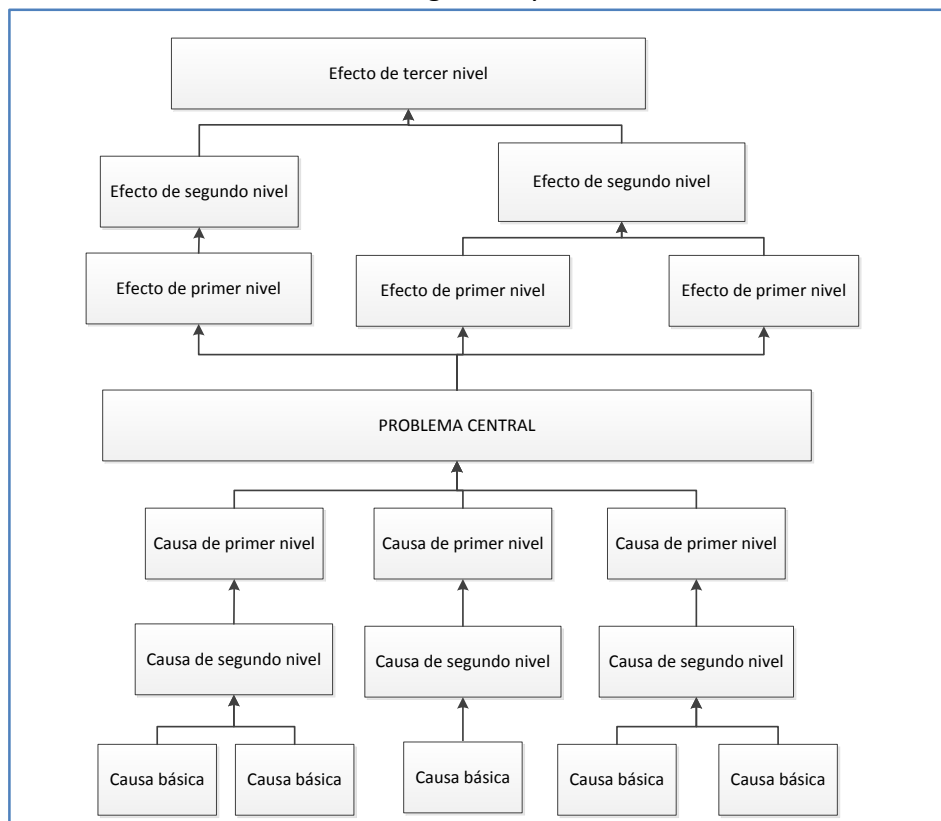 Efecto de tercer nivel
Efecto de segundo nivel
Efecto de segundo nivel
Efecto de primer nivel
Efecto de primer nivel
Efecto de primer nivel
PROBLEMA CENTRAL
Causa de primer nivel
Causa de primer nivel
Causa de primer nivel
Causa de segundo nivel
Causa de segundo nivel
Causa de segundo nivel
Causa básica
Causa básica
Causa básica
Causa básica
Causa básica